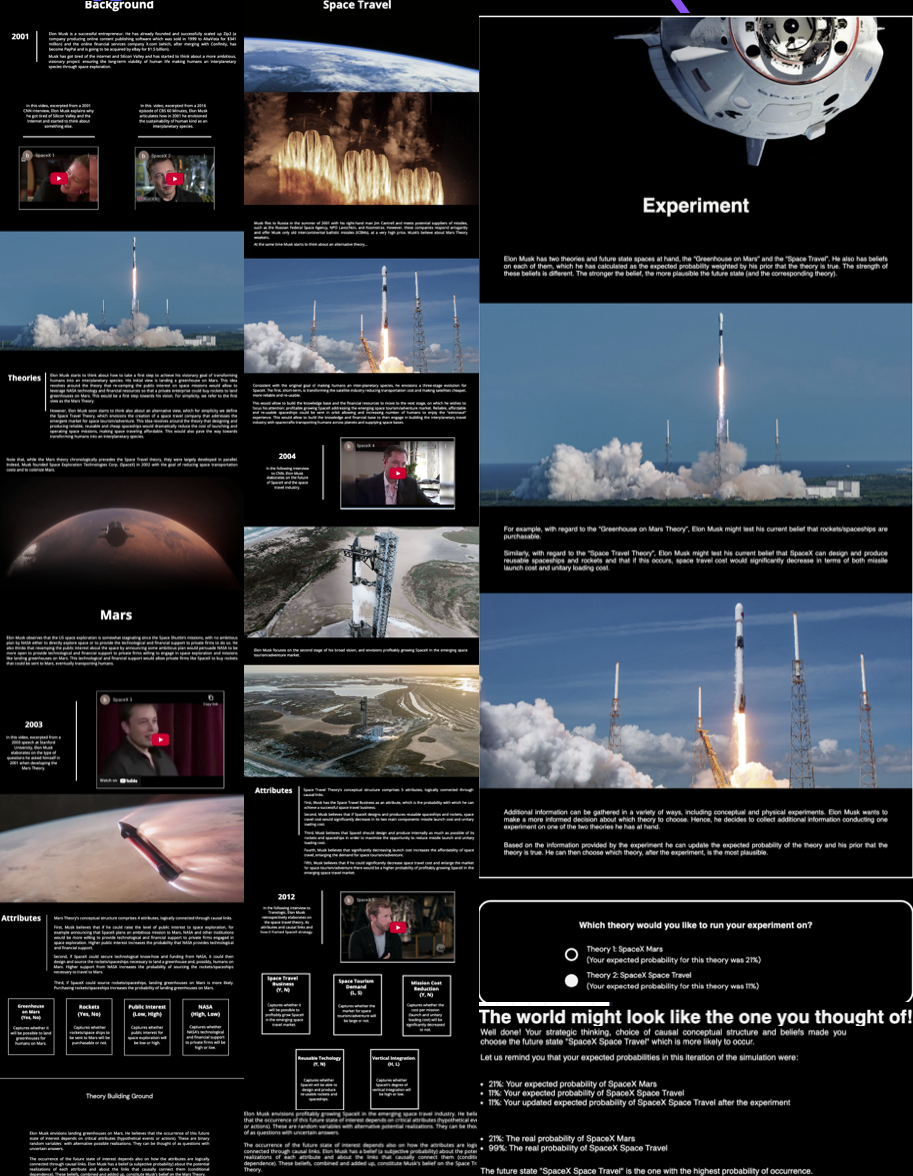 Background
2001
Elon Musk is a successful entrepreneur. He has already founded and successfully scaled up Zip2 (a
company producing online content publishing software which was sold in 1999 to AltaVista for $341
million) and the online financial services company X.com (which, after merging with Confinity, has
become PayPal and is going to be acquired by eBay for $1.5 billion).
Musk has got tired of the internet and Silicon Valley and has started to think about a more ambitious,
visionary project: ensuring the long-term viability of human life making humans an interplanetary
species through space exploration.
In this video, excerpted from a 2001
CNN interview, Elon Musk explains why
he got tired of Silicon Valley and the
Internet and started to think about
something else.
In this video, excerpted from a 2016
episode of CBS 60 Minutes, Elon Musk
articulates how in 2001 he envisioned
the sustainability of human kind as an
interplanetary species.
SpaceX 1
SpaceX 2
Theories
Elon Musk starts to think about how to take a first step to achieve his visionary goal of transforming
humans into an interplanetary species. His initial view is landing a greenhouse on Mars. This idea
revolves around the theory that re-ramping the public interest on space missions would allow to
leverage NASA technology and financial resources so that a private enterprise could buy rockets to land
greenhouses on Mars. This would be a first step towards his vision. For simplicity, we refer to the first
view as the Mars Theory.
However, Elon Musk soon starts to think also about an alternative view, which for simplicity we define
the Space Travel Theory, which envisions the creation of a space travel company that addresses the
emergent market for space tourism/adventure. This idea revolves around the theory that designing and
producing reliable, reusable and cheap spaceships would dramatically reduce the cost of launching and
operating space missions, making space traveling affordable. This would also pave the way towards
transforming humans into an interplanetary species.
Note that, while the Mars theory chronologically precedes the Space Travel theory, they were largely developed in parallel.
Indeed, Musk founded Space Exploration Technologies Corp. (SpaceX) in 2002 with the goal of reducing space transportation
costs and to colonize Mars.
Mars
Elon Musk observes that the US space exploration is somewhat stagnating since the Space Shuttle's missions, with no ambitious
plan by NASA either to directly explore space or to provide the technological and financial support to private firms to do so. He
also thinks that revamping the public interest about the space by announcing some ambitious plan would persuade NASA to be
more open to provide technological and financial support to private firms willing to engage in space exploration and missions
like landing greenhouses on Mars. This technological and financial support would allow private firms like SpaceX to buy rockets
that could be sent to Mars, eventually transporting humans.
2003
In this video, excerpted from a
2003 speech at Stanford
University, Elon Musk
elaborates on the type of
questions he asked himself in
2001 when developing the
Mars Theory.
SpaceX 3
Copy link
Watch on YouTube
Attributes
Mars Theory's conceptual structure comprises 4 attributes, logically connected through causal links.
First, Musk believes that if he could raise the level of public interest to space exploration, for
example announcing that SpaceX plans an ambitious mission to Mars, NASA and other institutions
would be more willing to provide technological and financial support to private firms engaged in
space exploration. Higher public interest increases the probability that NASA provides technological
and financial support.
Second, if SpaceX could secure technological know-how and funding from NASA, it could then
design and source the rockets/spaceships necessary to land a greenhouse and, possibly, humans on
Mars. Higher support from NASA increases the probability of sourcing the rockets/spaceships
necessary to travel to Mars.
Third, if SpaceX could source rockets/spaceships, landing greenhouses on Mars is more likely.
Purchasing rockets/spaceships increases the probability of landing greenhouses on Mars.
Greenhouse
on Mars
(Yes, No)
Captures whether it
will be possible to land
greenhouses for
humans on Mars.
Rockets
(Yes, No)
Captures whether
rockets/space ships to
be sent to Mars will be
purchasable or not.
Public Interest
(Low, High)
Captures whether
public interest for
space exploration will
be low or high.
NASA
(High, Low)
Captures whether
NASA's technological
and financial support
to private firms will be
high or low.
Theory Building Ground
Elon Musk envisions landing greenhouses on Mars. He believes that the occurrence of this future
state of interest depends on critical attributes (hypothetical events or actions). These are binary
random variables with alternative possible realizations. They can be thought of as questions with
uncertain answers.
The occurrence of the future state of interest depends also on how the attributes are logically
connected through causal links. Elon Musk has a belief (a subjective probability) about the potential
realizations of each attribute and about the links that causally connect them (conditional
dependence). These beliefs, combined and added up, constitute Musk's belief on the Mars Theory.
Space Travel
Musk flies to Russia in the summer of 2001 with his right-hand man Jim Cantrell and meets potential suppliers of missiles,
such as the Russian Federal Space Agency, NPO Lavochkin, and Kosmotras. However, these companies respond arrogantly
and offer Musk only old intercontinental ballistic missiles (ICBMs), at a very high price. Musk's believe about Mars Theory
weakens.
At the same time Musk starts to think about an alternative theory...
Consistent with the original goal of making humans an inter-planetary species, he envisions a three-stage evolution for
SpaceX. The first, short-term, is transforming the satellite industry reducing transportation cost and making satellites cheaper,
more reliable and re-usable.
This would allow to build the knowledge base and the financial resources to move to the next stage, on which he wishes to
focus his attention: profitably growing SpaceX addressing the emerging space tourism/adventure market. Reliable, affordable
and re-usable spaceships could be sent in orbit allowing and increasing number of humans to enjoy the "astronaut"
experience. This would allow to build the knowledge and financial base to then engage in building the interplanetary travel
industry with spacecrafts transporting humans across planets and supplying space bases.
2004
In the following interview
to CNN, Elon Musk
elaborates on the future
of SpaceX and the space
travel industry.
SpaceX 4
Elon Musk focuses on the second stage of his broad vision, and envisions profitably growing SpaceX in the emerging space
tourism/adventure market.
Attributes
Space Travel Theory's conceptual structure comprises 5 attributes, logically connected through
causal links.
First, Musk has the Space Travel Business as an attribute, which is the probability with which he can
achieve a successful space travel business.
Second, Musk believes that if SpaceX designs and produces reusable spaceships and rockets, space
travel cost would significantly decrease in its two main components: missile launch cost and unitary
loading cost.
Third, Musk believes that SpaceX should design and produce internally as much as possible of its
rockets and spaceships in order to maximize the opportunity to reduce missile launch and unitary
loading cost.
Fourth, Musk believes that significantly decreasing launch cost increases the affordability of space
travel, enlarging the demand for space tourism/adventure.
Fifth, Musk believes that if he could significantly decrease space travel cost and enlarge the market
for space tourism/adventure there would be a higher probability of profitably growing SpaceX in the
emerging space travel market.
2012
In the following interview to
Translogic, Elon Musk
retrospectively elaborates on
the space travel theory, its
attributes and causal links and
how it framed SpaceX strategy.
SpaceX 5
Space Travel
Business
(Y, N)
Captures whether it
will be possible to
profitably grow SpaceX
in the emerging space
travel market.
Space Tourism
Demand
(L, S)
Captures whether the
market for space
tourism/adventure will
be large or not.
Mission Cost
Reduction
(Y, N)
Captures whether the
cost per mission
(launch and unitary
loading cost) will be
significantly decreased
or not.
Reusable Techology
(Y, N)
Captures whether
SpaceX will be able to
design and produce
re-usable rockets and
spaceships.
Vertical Integration
(H, L)
Captures whether
SpaceX's degree of
vertical integration will
be high or low.
Elon Musk envisions profitably growing SpaceX in the emerging space travel industry. He beli
that the occurrence of this future state of interest depends on critical attributes (hypothetical eve
or actions). These are random variables with alternative potential realizations. They can be thou
of as questions with uncertain answers.
The occurrence of the future state of interest depends also on how the attributes are logic
connected through causal links. Elon Musk has a belief (a subjective probability) about the poten
realizations of each attribute and about the links that causally connect them (conditi
dependence). These beliefs, combined and added up, constitute Musk's belief on the Space Tr
Theory.
SPACEX
Experiment
Elon Musk has two theories and future state spaces at hand, the "Greenhouse on Mars" and the "Space Travel". He also has beliefs
on each of them, which he has calculated as the expected probability weighted by his prior that the theory is true. The strength of
these beliefs is different. The stronger the belief, the more plausible the future state (and the corresponding theory).
For example, with regard to the "Greenhouse on Mars Theory", Elon Musk might test his current belief that rockets/spaceships are
purchasable.
Similarly, with regard to the "Space Travel Theory", Elon Musk might test his current belief that SpaceX can design and produce
reusable spaceships and rockets and that if this occurs, space travel cost would significantly decrease in terms of both missile
launch cost and unitary loading cost.
Additional information can be gathered in a variety of ways, including conceptual and physical experiments. Elon Musk wants to
make a more informed decision about which theory to choose. Hence, he decides to collect additional information conducting one
experiment on one of the two theories he has at hand.
Based on the information provided by the experiment he can update the expected probability of the theory and his prior that the
theory is true. He can then choose which theory, after the experiment, is the most plausible.
Which theory would you like to run your experiment on?
Theory 1: SpaceX Mars
(Your expected probability for this theory was 21%)
Theory 2: SpaceX Space Travel
(Your expected probability for this theory was 11%)
The world might look like the one you thought of!
Well done! Your strategic thinking, choice of causal conceptual structure and beliefs made you
choose the future state "SpaceX Space Travel" which is more likely to occur.
Let us remind you that your expected probabilities in this iteration of the simulation were:
• 21%: Your expected probability of SpaceX Mars
• 11%: Your expected probability of SpaceX Space Travel
• 11%: Your updated expected probability of SpaceX Space Travel after the experiment
• 21%: The real probability of SpaceX Mars
• 99%: The real probability of SpaceX Space Travel
The future state "SpaceX Space Travel" is the one with the highest probability of occurrence.